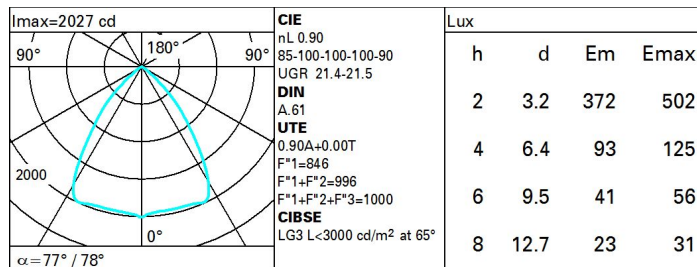 Imax=2027 cd
90°
180°
90°
2000
0°
α=77° / 78°
CIE
nL 0.90
85-100-100-100-90
UGR 21.4-21.5
DIN
A.61
UTE
0.90A+0.00T
F"1=846
F"1+F"2=996
F"1+F"2+F"3=1000
CIBSE
LG3 L<3000 cd/m² at 65°
Lux
h d Em Emax
2 3.2 372 502
4 6.4 93 125
6 9.5 41 56
8 12.7 23 31